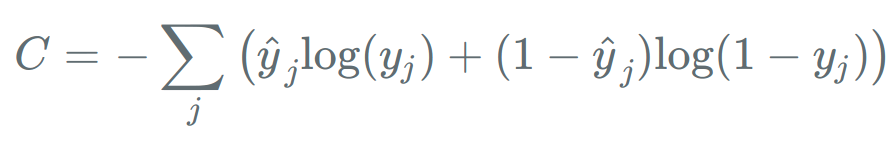 C = − ∑_j (ŷ_j log(y_j) + (1 − ŷ_j)log(1 − y_j))